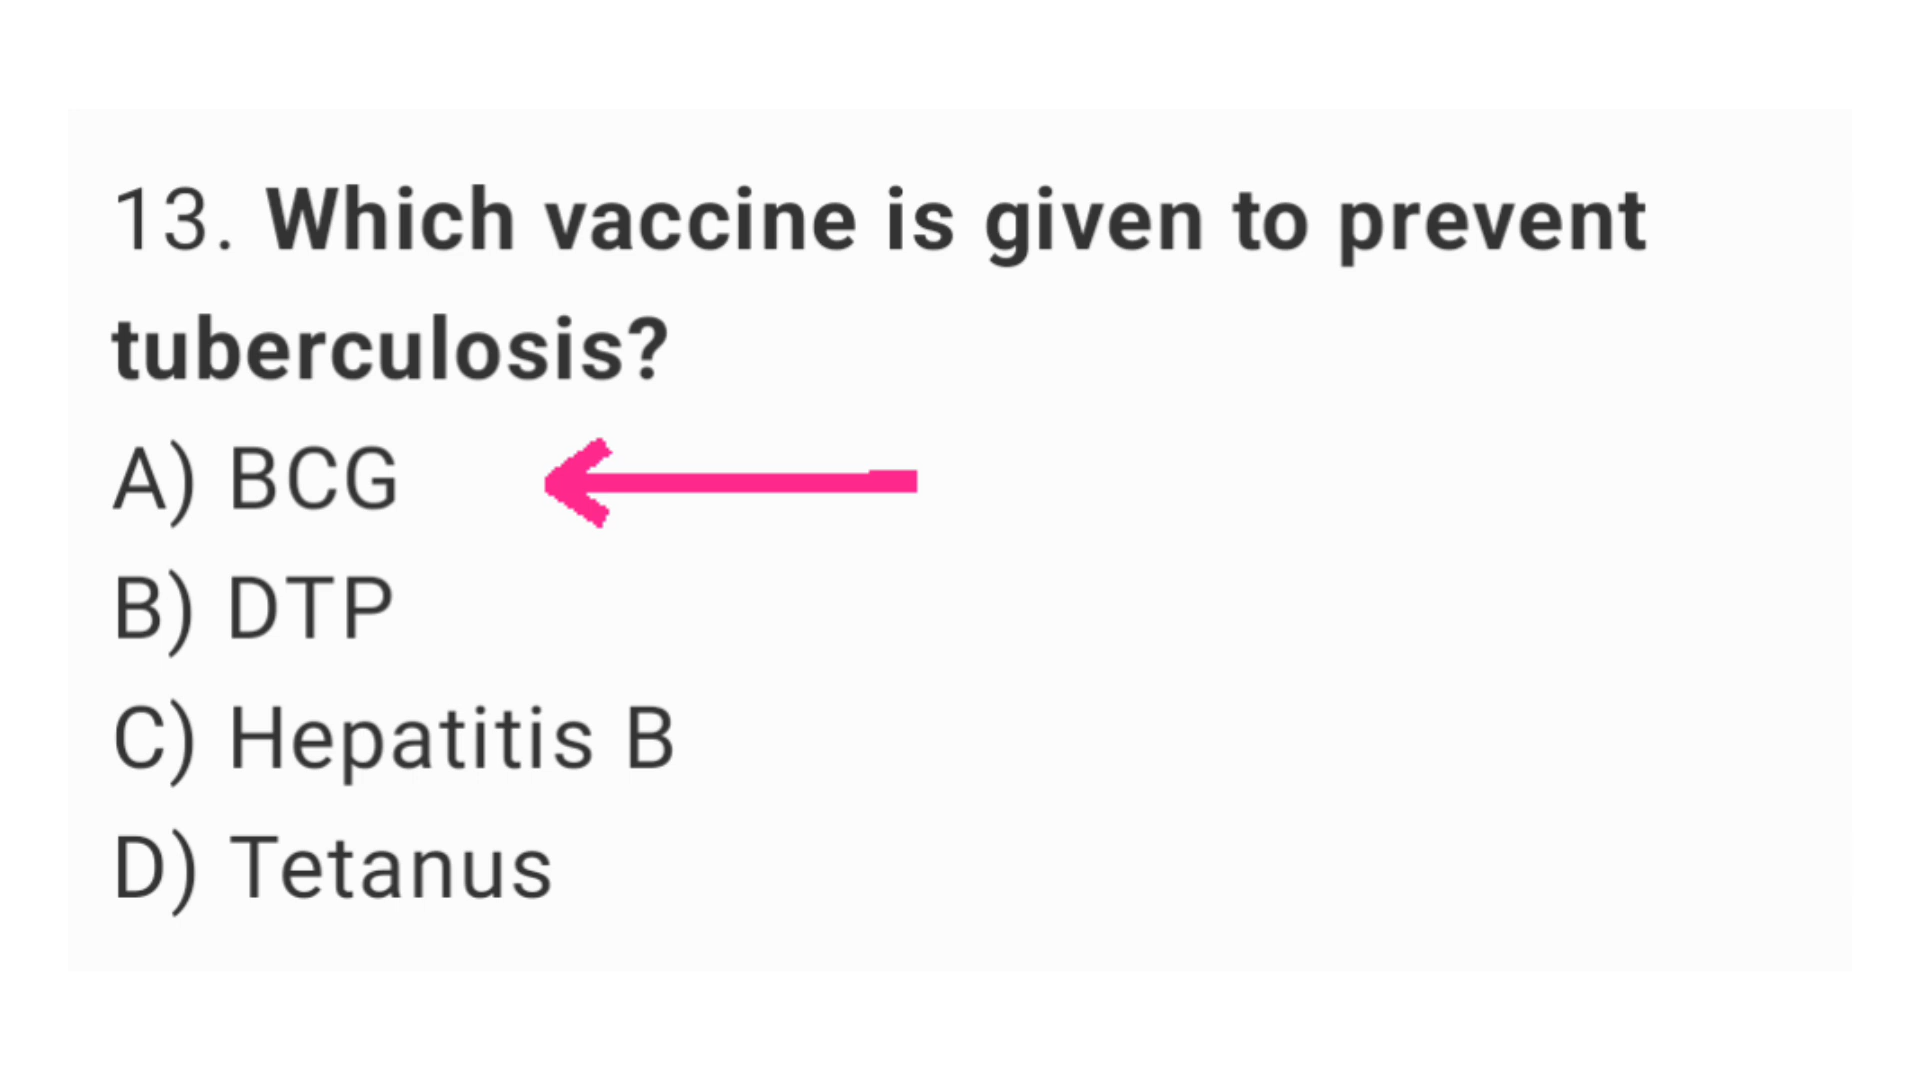 13. Which vaccine is given to prevent
tuberculosis?
A) BCG
B) DTP
C) Hepatitis B
D) Tetanus